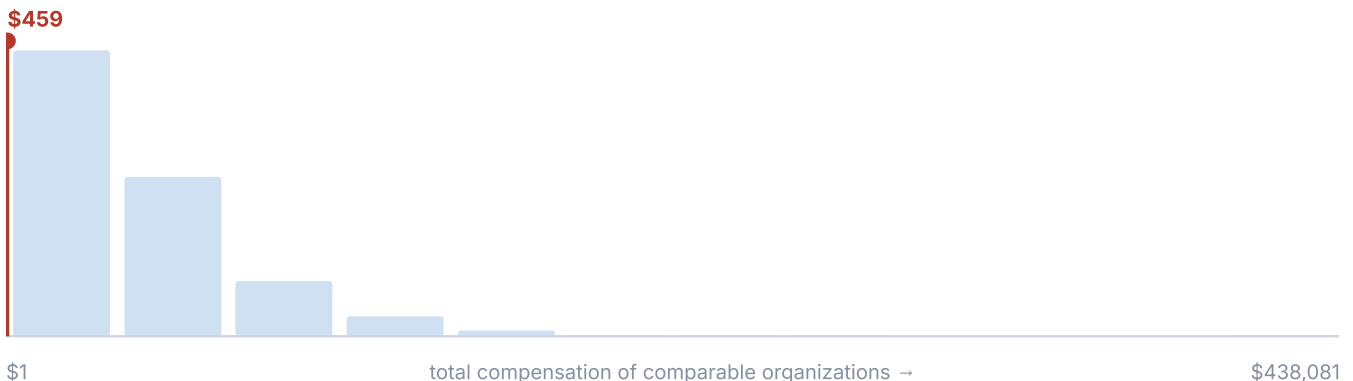 $459
$1 total compensation of comparable organizations → $438,081